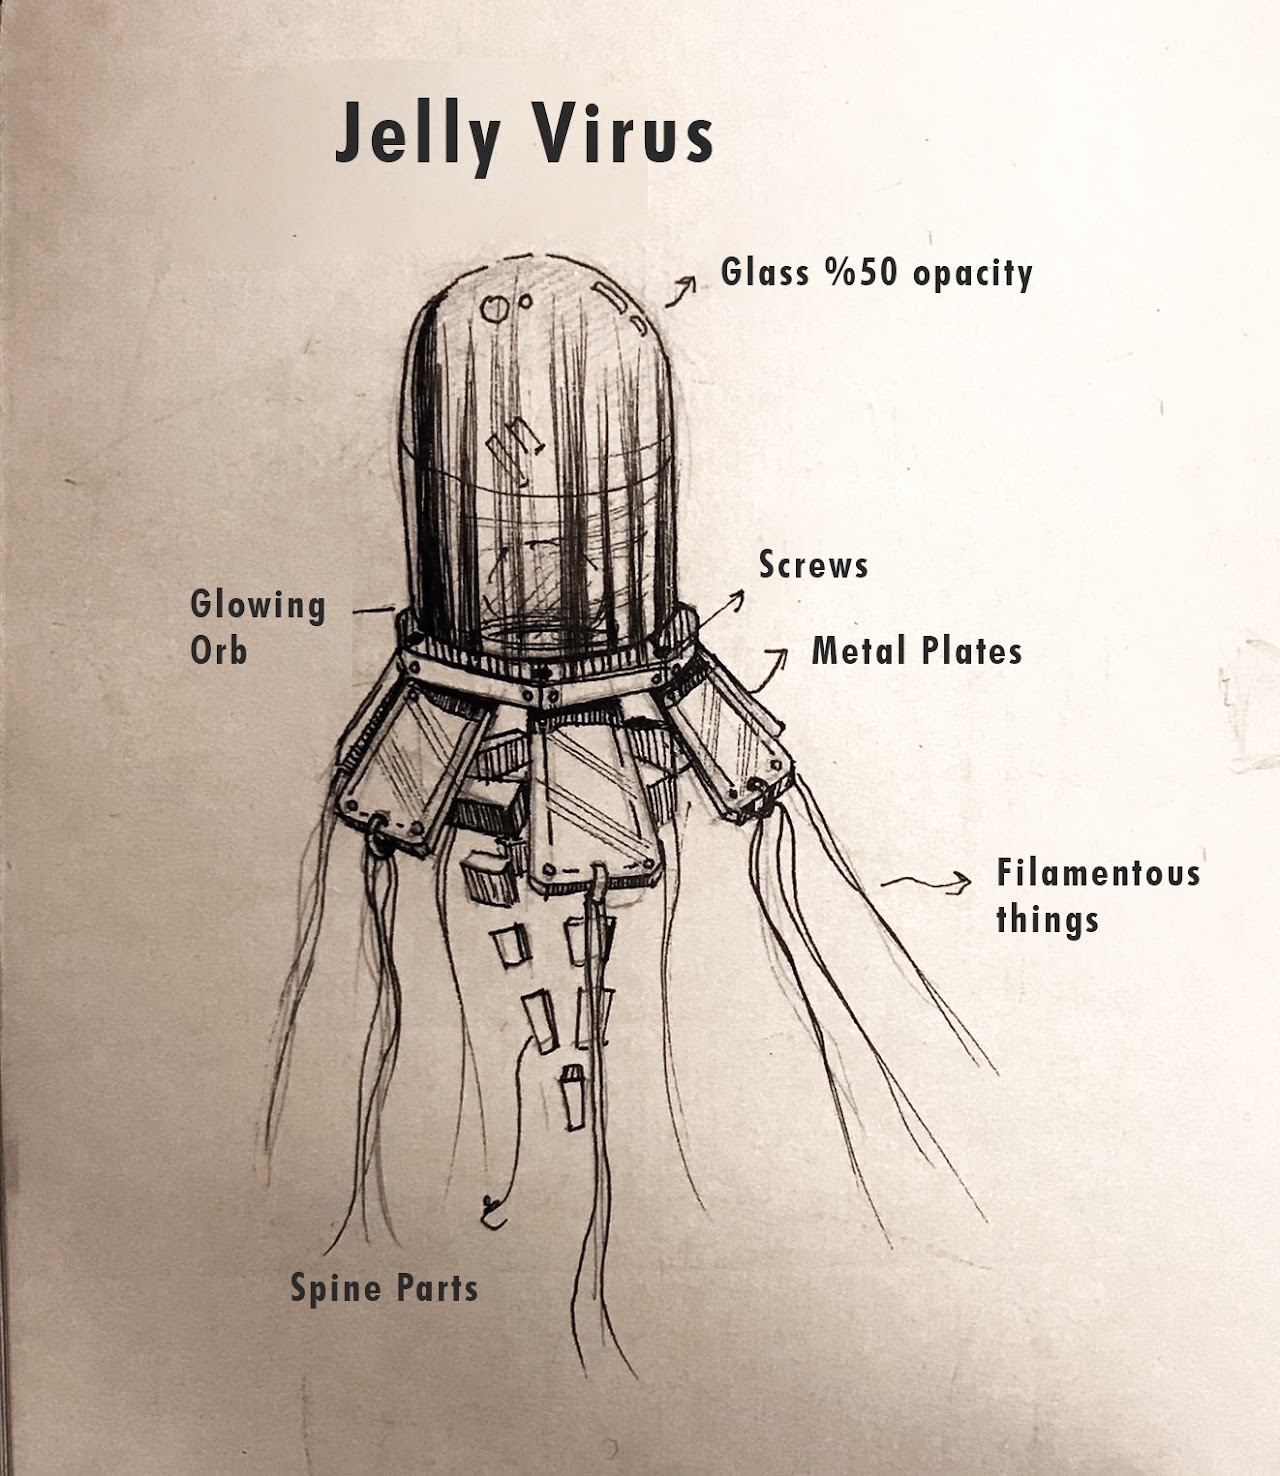 Jelly Virus
Glass %50 opacity
Screws
Glowing
Orb
Metal Plates
Filamentous
things
Spine Parts